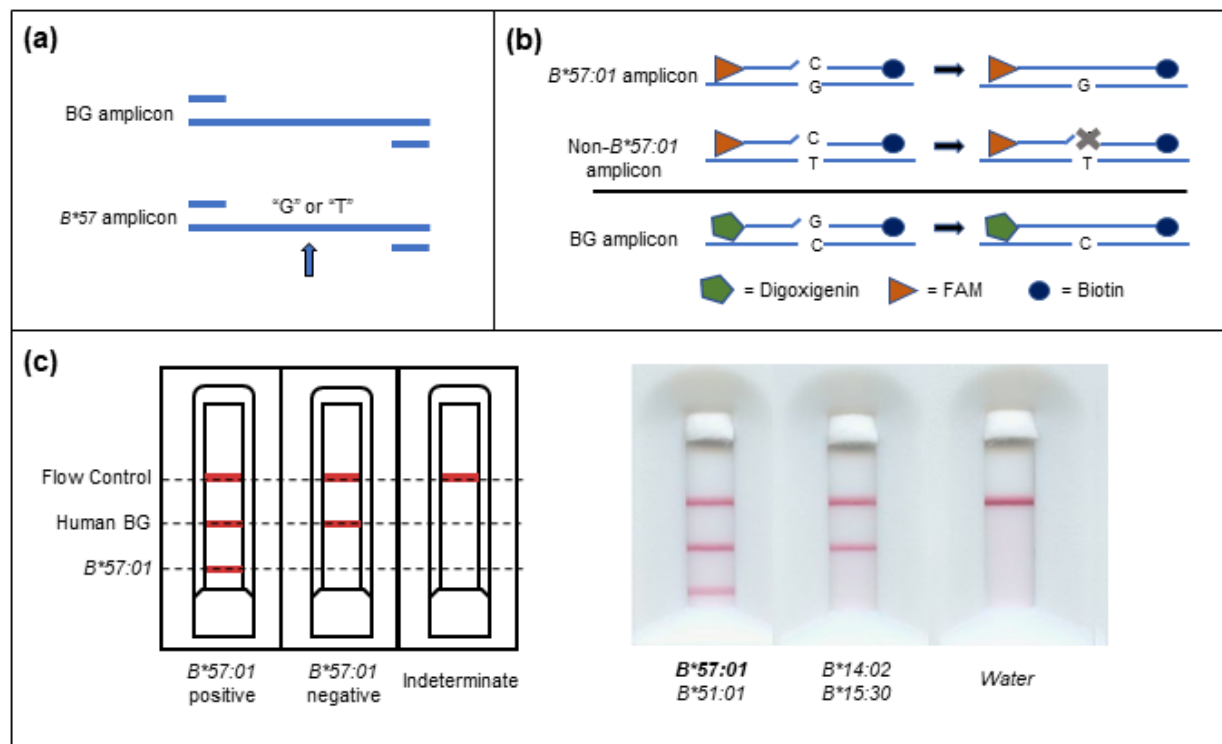 (a)
BG amplicon
B*57 amplicon
“G” or “T”
(b)
B*57:01 amplicon
C
G
G
Non-B*57:01
amplicon
C
T
T
BG amplicon
G
C
C
= Digoxigenin
= FAM
= Biotin
(c)
Flow Control
Human BG
B*57:01
B*57:01
positive
B*57:01
negative
Indeterminate
B*57:01
B*51:01
B*14:02
B*15:30
Water